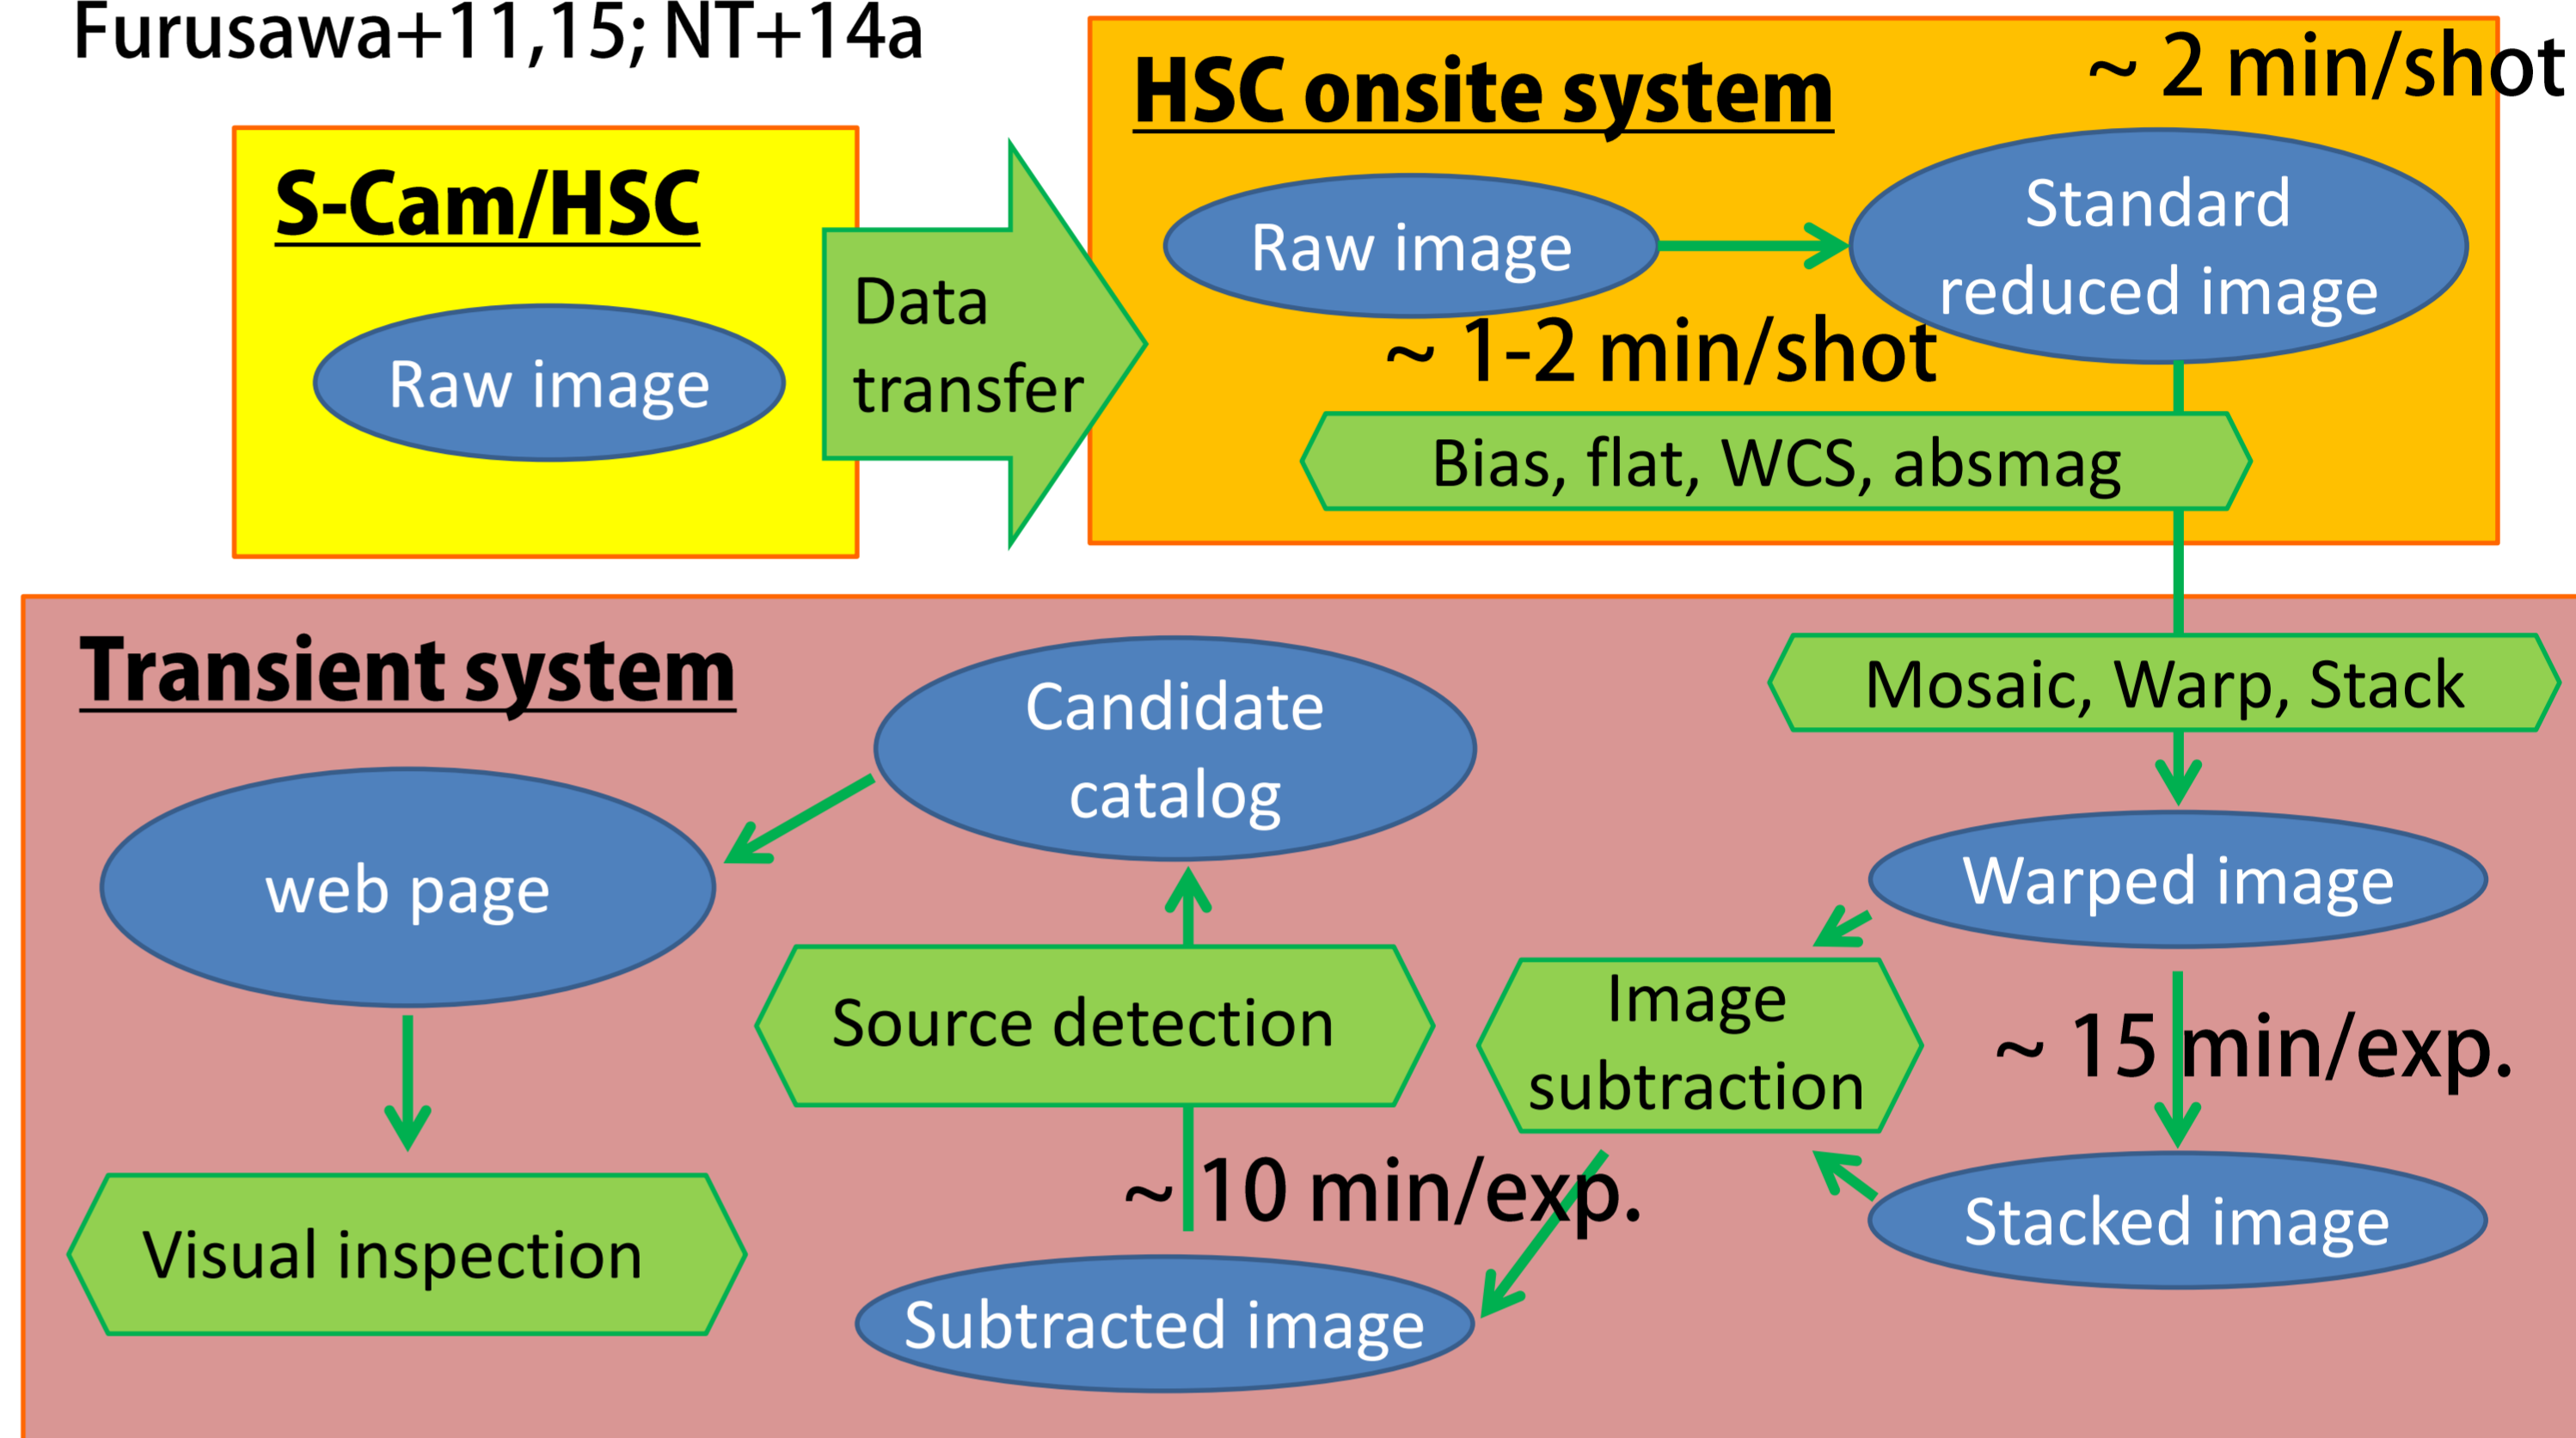 Furusawa+11,15; NT+14a
S-Cam/HSC
Raw image
Data
transfer
HSC onsite system
~ 2 min/shot
Raw image
Standard
reduced image
~ 1-2 min/shot
Bias, flat, WCS, absmag
Transient system
Mosaic, Warp, Stack
Warped image
~ 15 min/exp.
Stacked image
Image
subtraction
~ 10 min/exp.
Subtracted image
Source detection
Candidate
catalog
web page
Visual inspection